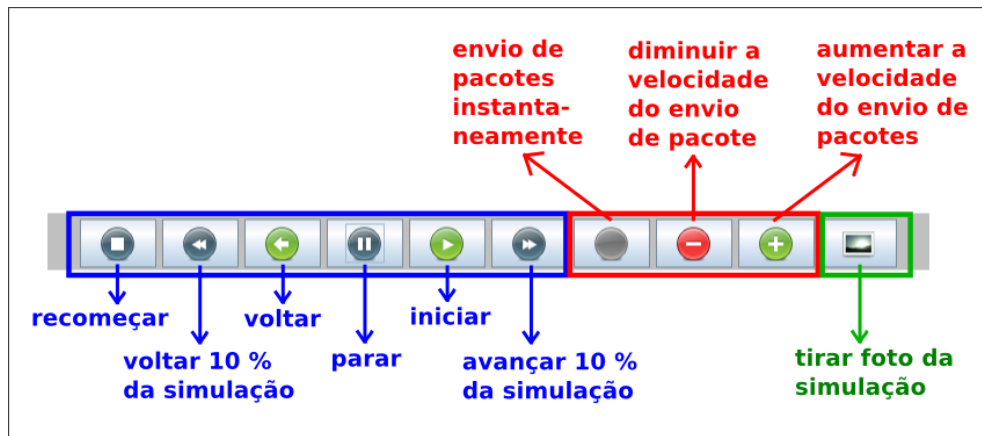 envio de
pacotes
instanta-
neamente
diminuir a
velocidade
do envio
de pacote
aumentar a
velocidade
do envio de
pacotes
recomeçar
voltar 10 %
da simulação
voltar
parar
iniciar
avançar 10 %
da simulação
tirar foto da
simulação